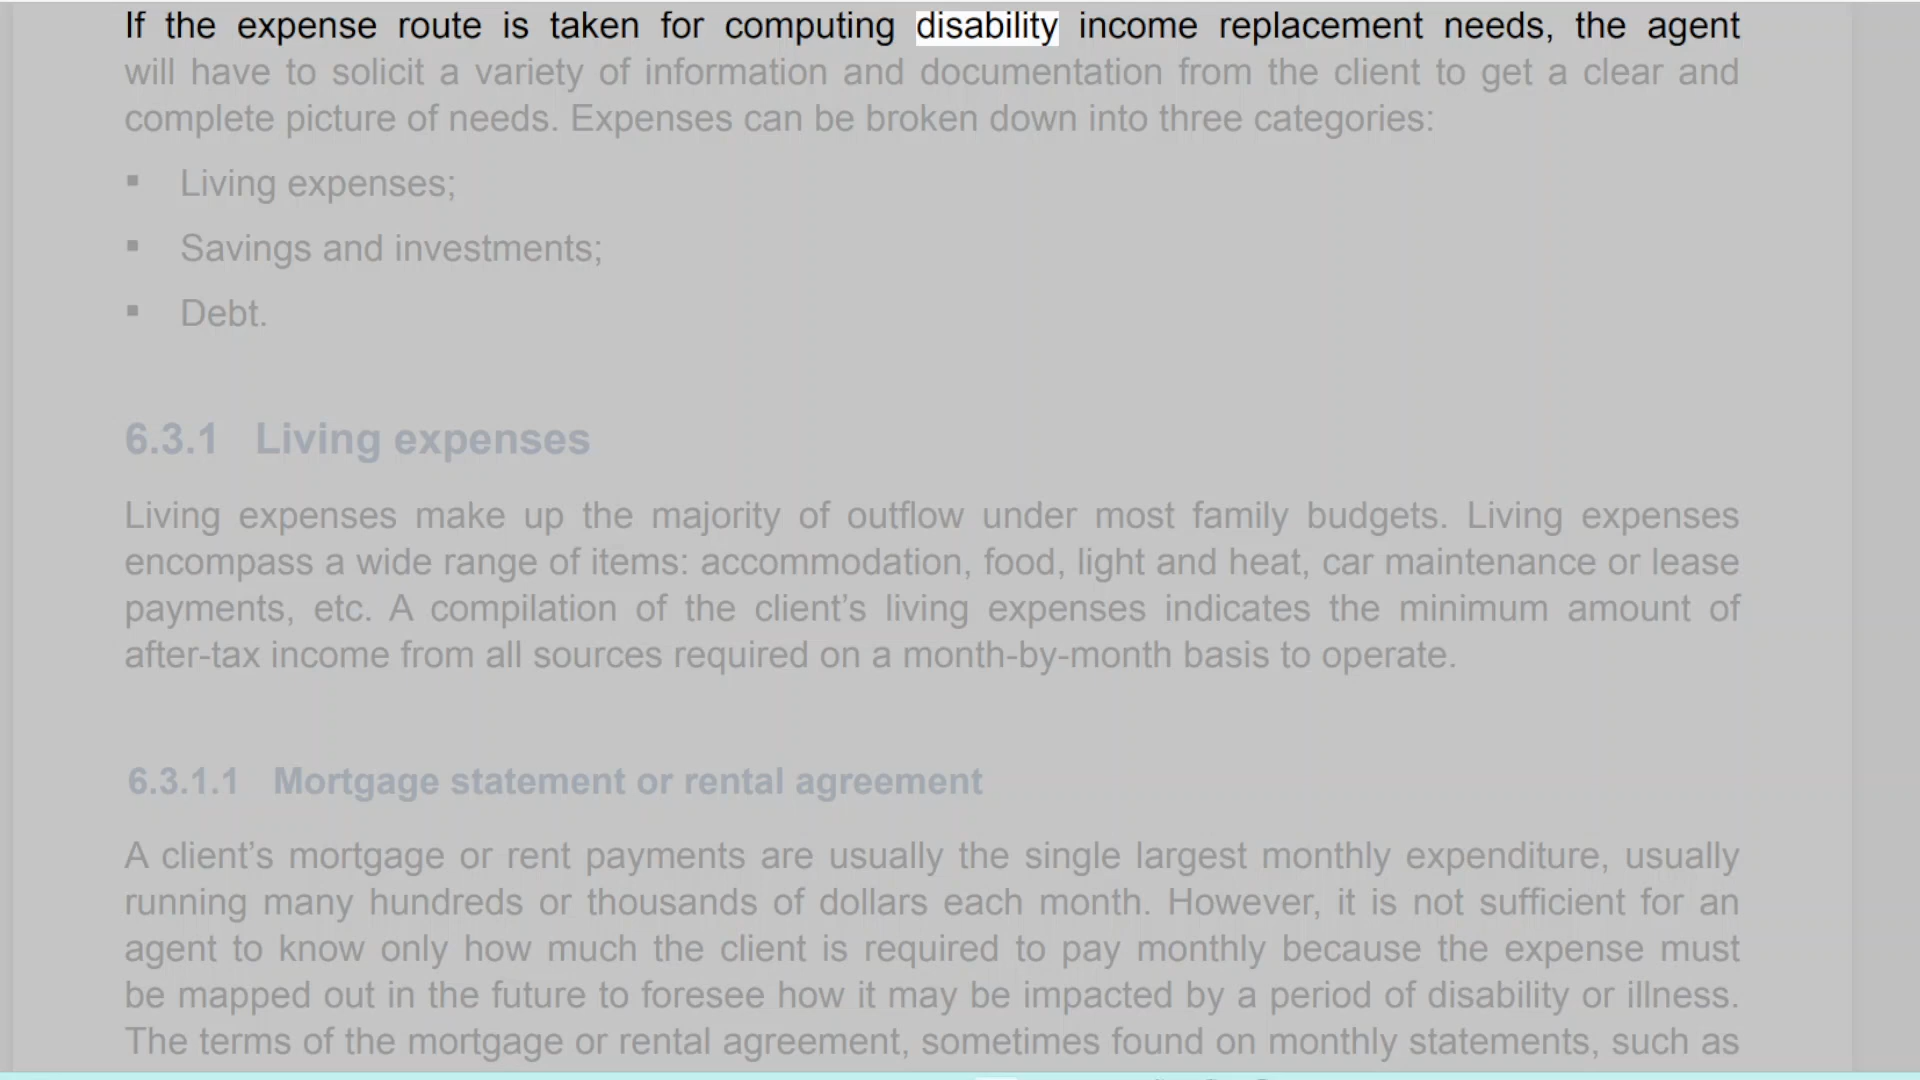 If the expense route is taken for computing disability income replacement needs, the agent
will have to solicit a variety of information and documentation from the client to get a clear and
complete picture of needs. Expenses can be broken down into three categories:
▪ Living expenses;
▪ Savings and investments;
▪ Debt.
6.3.1 Living expenses
Living expenses make up the majority of outflow under most family budgets. Living expenses
encompass a wide range of items: accommodation, food, light and heat, car maintenance or lease
payments, etc. A compilation of the client’s living expenses indicates the minimum amount of
after-tax income from all sources required on a month-by-month basis to operate.
6.3.1.1 Mortgage statement or rental agreement
A client’s mortgage or rent payments are usually the single largest monthly expenditure, usually
running many hundreds or thousands of dollars each month. However, it is not sufficient for an
agent to know only how much the client is required to pay monthly because the expense must
be mapped out in the future to foresee how it may be impacted by a period of disability or illness.
The terms of the mortgage or rental agreement, sometimes found on monthly statements, such as